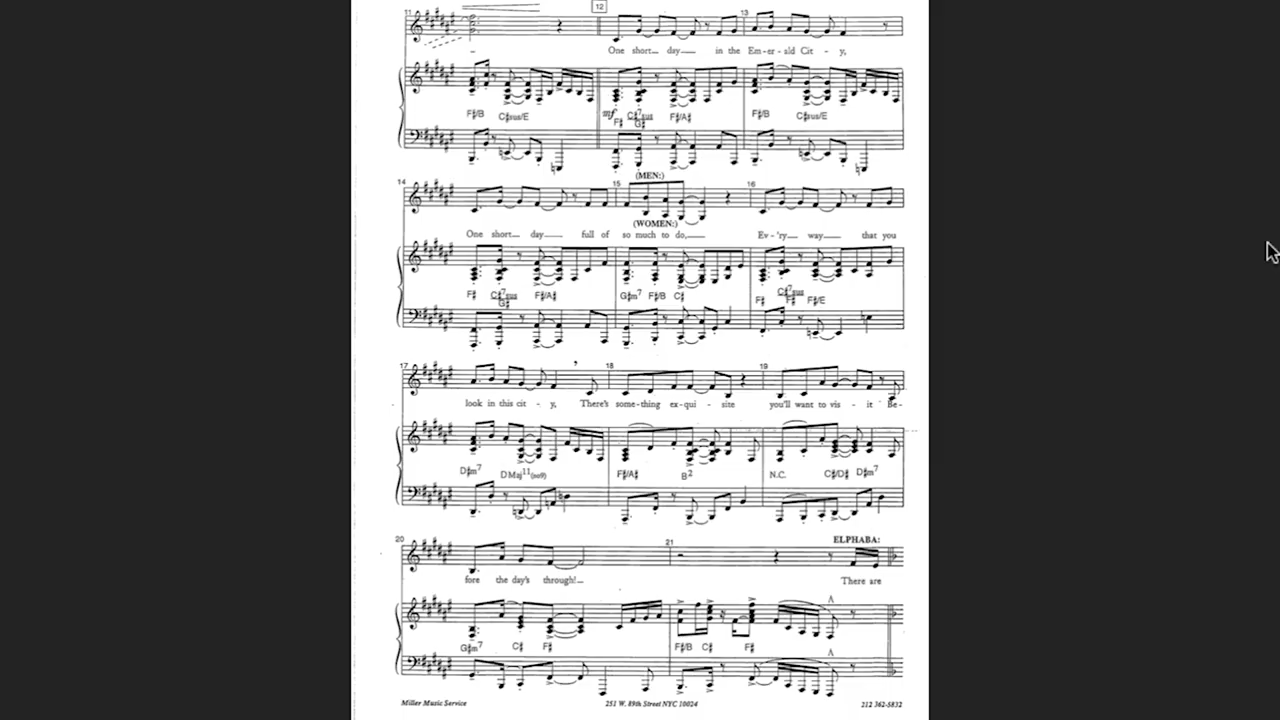 11 12 13
One short day in the Em-er-ald Cit - y,
F♯/B C♯sus/E mf F♯ C♯7sus/G♯ F♯/A♯ F♯/B C♯sus/E
(MEN:)
14 15 16
(WOMEN:)
One short day full of so much to do, Ev-'ry way that you
F♯ C♯7sus/G♯ F♯/A♯ G♯m7 F♯/B C♯ F♯ C♯7sus/F♯ F♯/E
17 18 19
look in this cit - y, There's some-thing ex-qui - site you'll want to vis - it Be-
D♯m7 DMaj11(no9) F♯/A♯ B2 N.C. C♯/D♯ D♯m7
ELPHABA:
20 21
fore the day's through!— There are
G♯m7 C♯ F♯ F♯/B C♯ F♯
Miller Music Service 251 W. 89th Street NYC 10024 212 362-5832